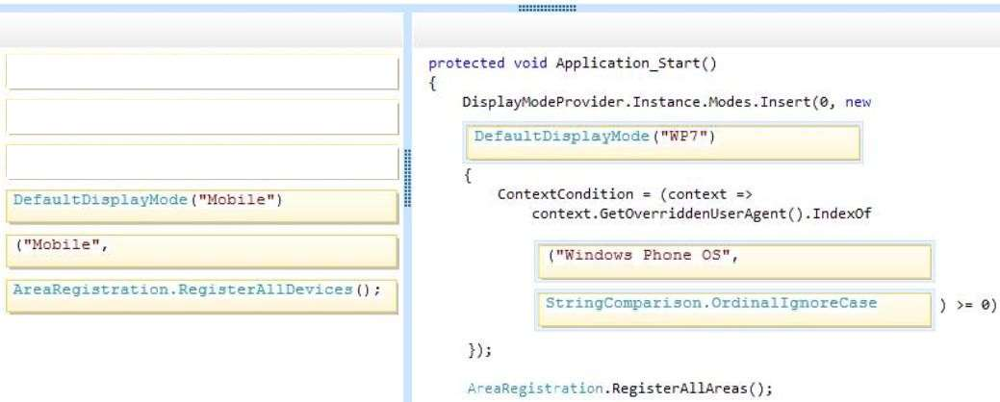 DefaultDisplayMode("Mobile")
("Mobile",
AreaRegistration.RegisterAllDevices();
protected void Application_Start()
{
DisplayModeProvider.Instance.Modes.Insert(0, new
DefaultDisplayMode("WP7")
{
ContextCondition = (context =>
context.GetOverriddenUserAgent().IndexOf
("Windows Phone OS",
StringComparison.OrdinalIgnoreCase ) >= 0)
});
AreaRegistration.RegisterAllAreas();